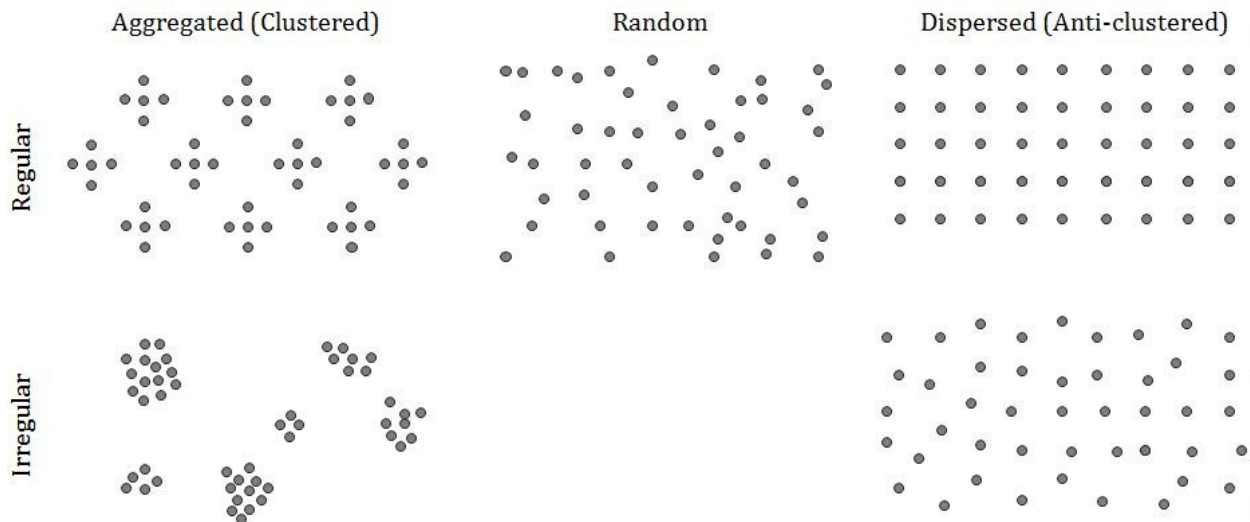 Aggregated (Clustered)
Random
Dispersed (Anti-clustered)
Regular
Irregular